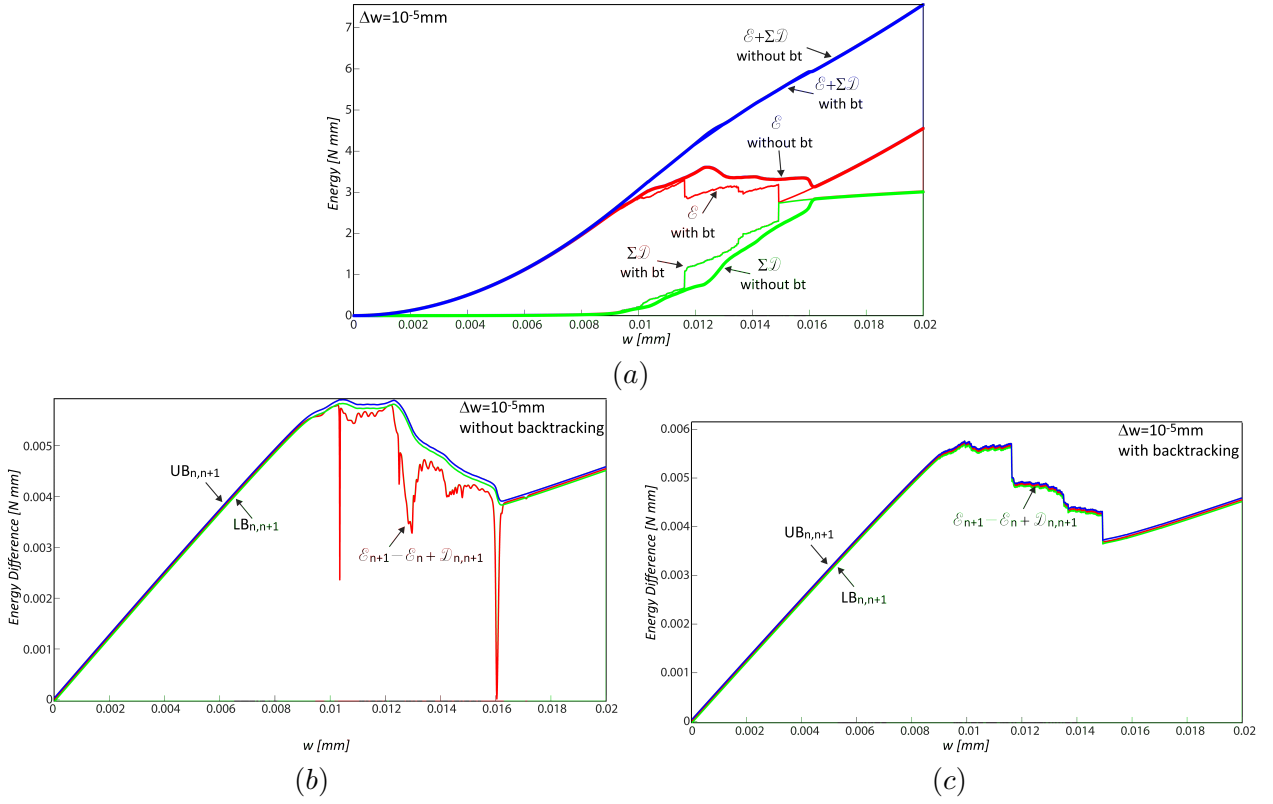 Δw=10-5mm
7
6
5
4
3
2
1
0
Energy [N mm]
ℰ+Σ𝒟
without bt
ℰ+Σ𝒟
with bt
ℰ
without bt
ℰ
with bt
Σ𝒟
with bt
Σ𝒟
without bt
0 0.002 0.004 0.006 0.008 0.01 0.012 0.014 0.016 0.018 0.02
w [mm]
(a)
Δw=10-5mm
without backtracking
0.005
0.004
0.003
0.002
0.001
0
Energy Difference [N mm]
UBn,n+1
LBn,n+1
ℰn+1−ℰn+𝒟n,n+1
0 0.002 0.004 0.006 0.008 0.01 0.012 0.014 0.016 0.018 0.02
w [mm]
(b)
Δw=10-5mm
with backtracking
0.006
0.005
0.004
0.003
0.002
0.001
0
Energy Difference [N mm]
UBn,n+1
LBn,n+1
ℰn+1−ℰn+𝒟n,n+1
0 0.002 0.004 0.006 0.008 0.01 0.012 0.014 0.016 0.018 0.02
w [mm]
(c)